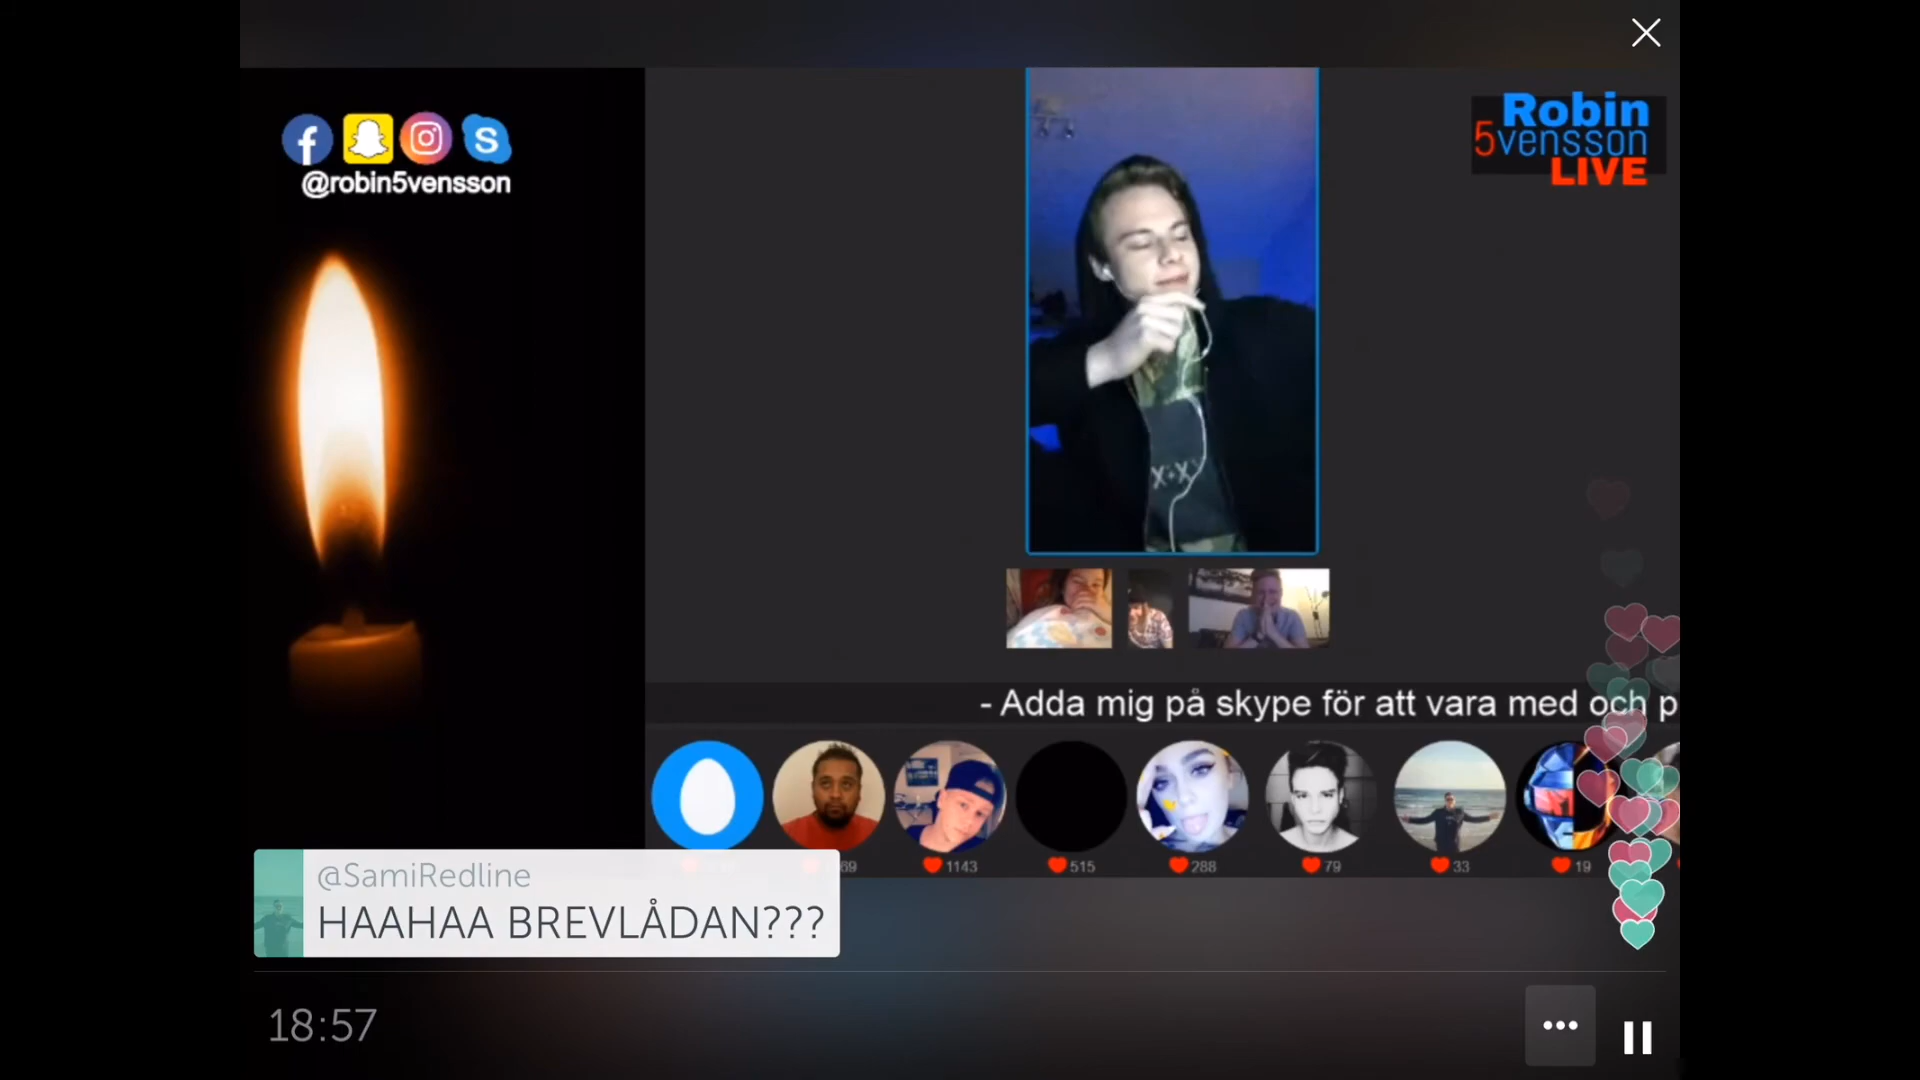 @robin5vensson
Robin
5vensson
LIVE
X+X
- Adda mig på skype för att vara med och p
69
1143
515
288
79
33
19
@SamiRedline
HAAHAA BREVLÅDAN???
18:57